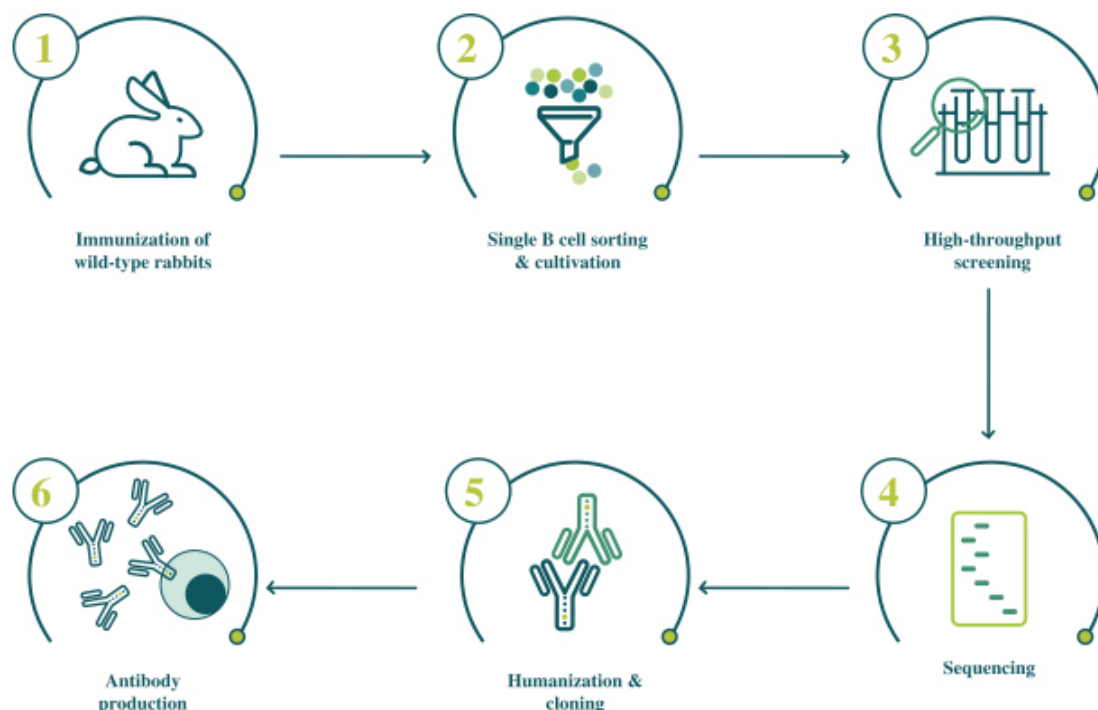 1
Immunization of
wild-type rabbits
2
Single B cell sorting
& cultivation
3
High-throughput
screening
4
Sequencing
5
Humanization &
cloning
6
Antibody
production